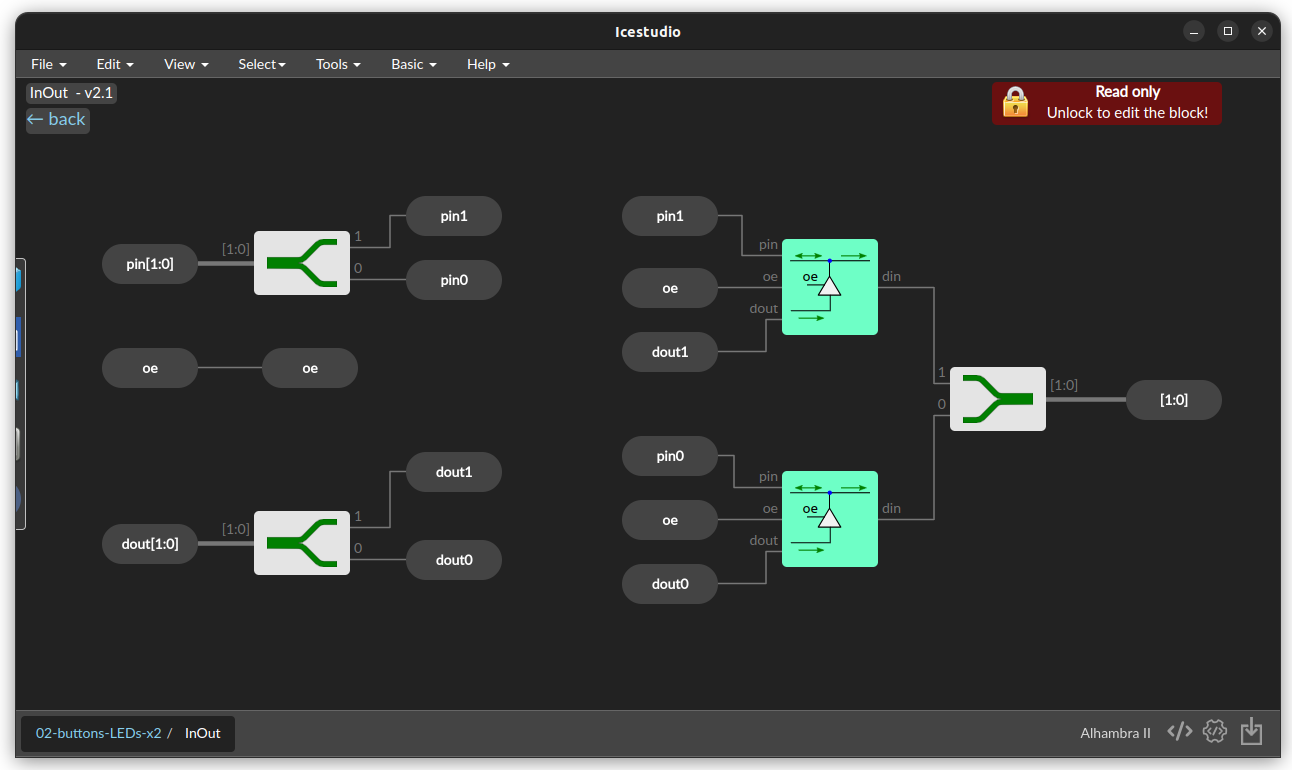 Icestudio
File Edit View Select Tools Basic Help
InOut - v2.1
← back
Read only
Unlock to edit the block!
pin[1:0]
[1:0]
1
0
pin1
pin0
oe
oe
dout[1:0]
[1:0]
1
0
dout1
dout0
pin1
oe
dout1
pin
oe
dout
oe
din
pin0
oe
dout0
pin
oe
dout
oe
din
1
0
[1:0]
[1:0]
02-buttons-LEDs-x2 / InOut
Alhambra II